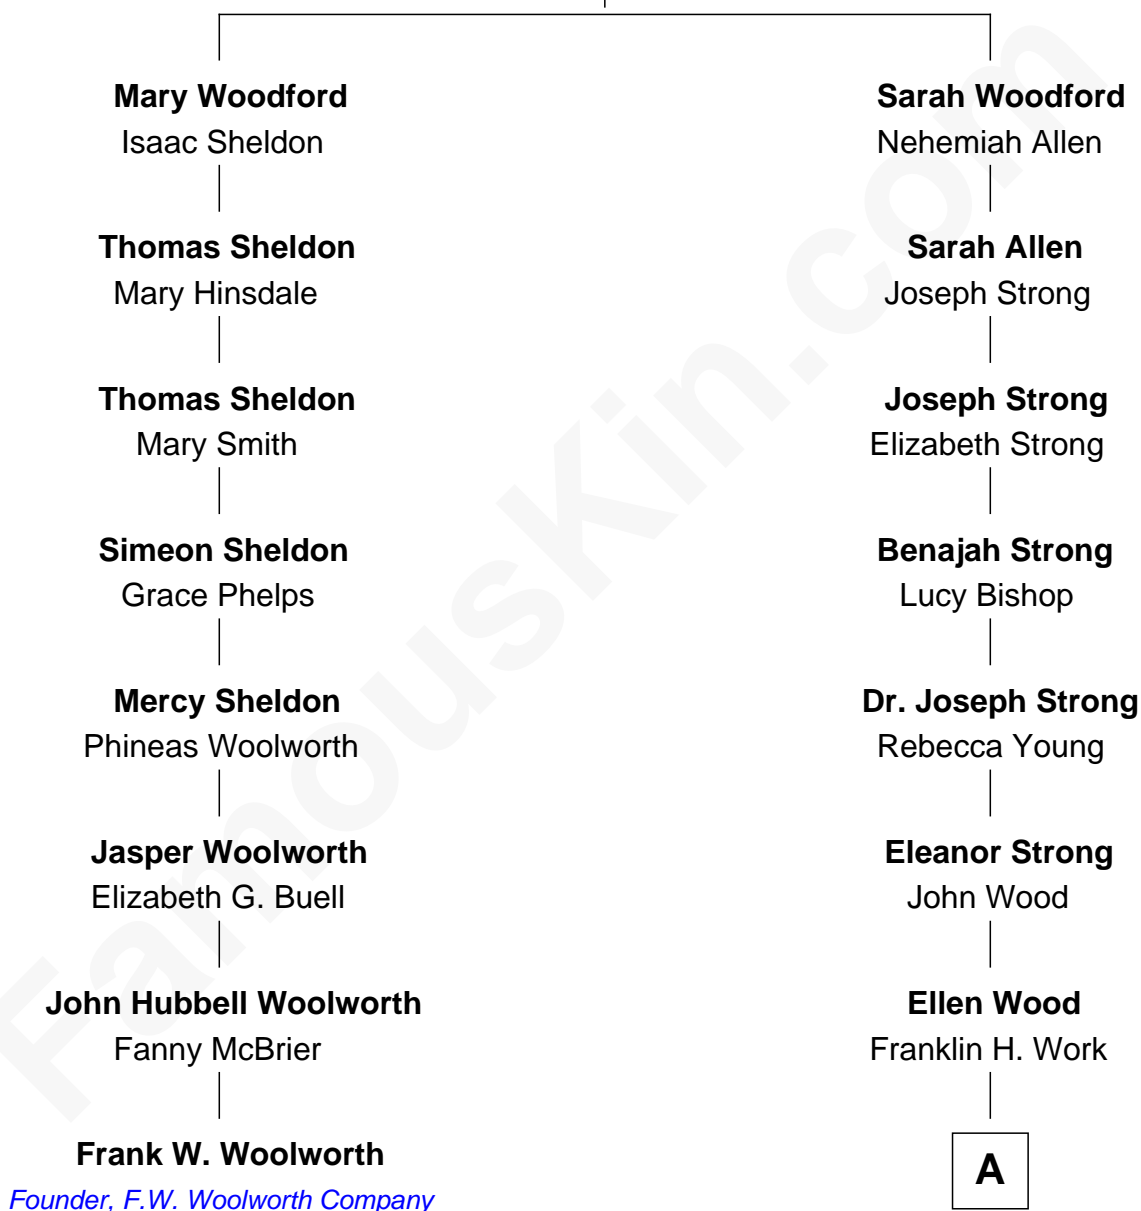 Mary Woodford
Isaac Sheldon
Sarah Woodford
Nehemiah Allen
Thomas Sheldon
Mary Hinsdale
Sarah Allen
Joseph Strong
Thomas Sheldon
Mary Smith
Joseph Strong
Elizabeth Strong
Simeon Sheldon
Grace Phelps
Benajah Strong
Lucy Bishop
Mercy Sheldon
Phineas Woolworth
Dr. Joseph Strong
Rebecca Young
Jasper Woolworth
Elizabeth G. Buell
Eleanor Strong
John Wood
John Hubbell Woolworth
Fanny McBrier
Ellen Wood
Franklin H. Work
Frank W. Woolworth
Founder, F.W. Woolworth Company
A
FamousKin.com